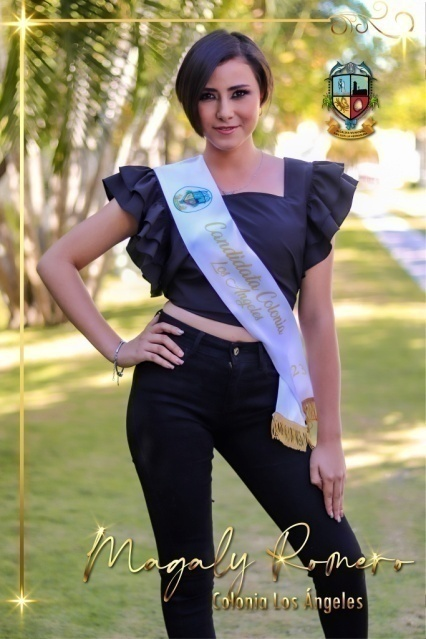 Candidata Colonia
Los Ángeles
Magaly Romero
Colonia Los Ángeles